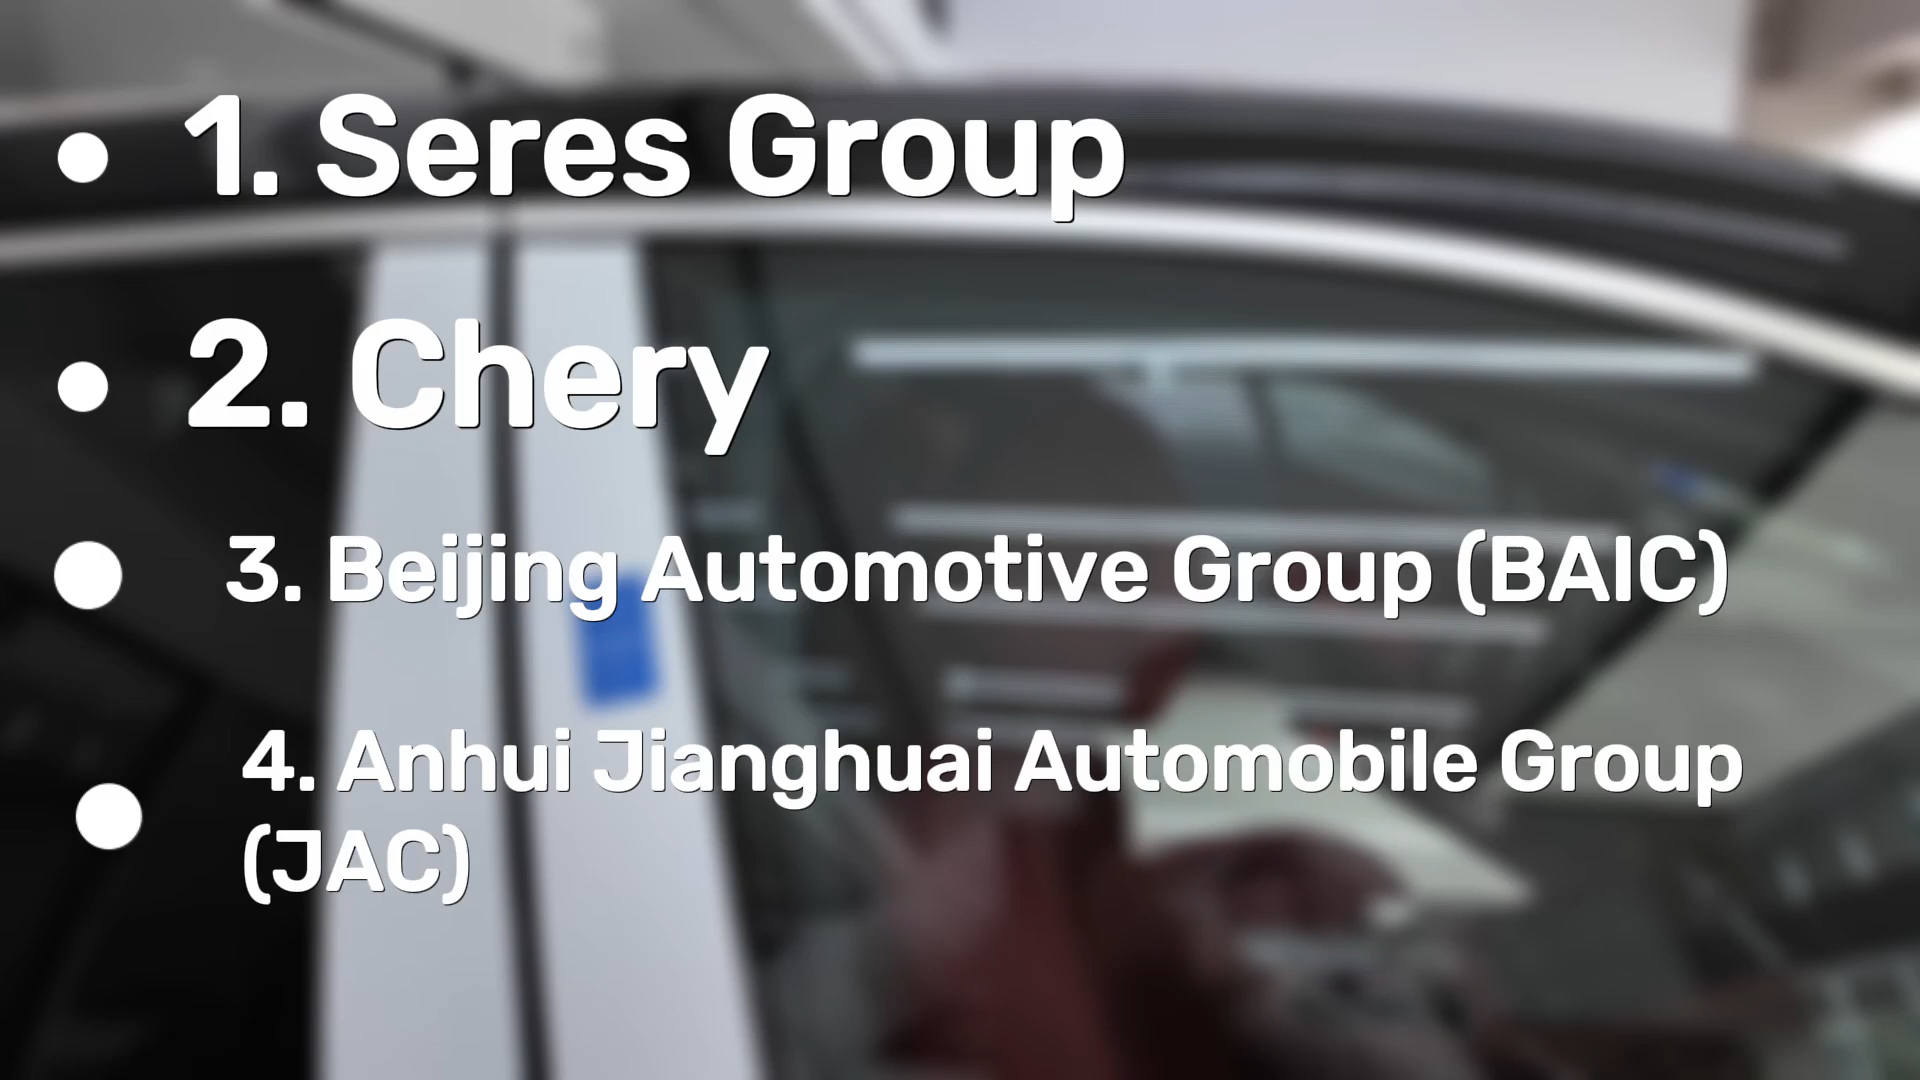 1. Seres Group
2. Chery
3. Beijing Automotive Group (BAIC)
4. Anhui Jianghuai Automobile Group
(JAC)